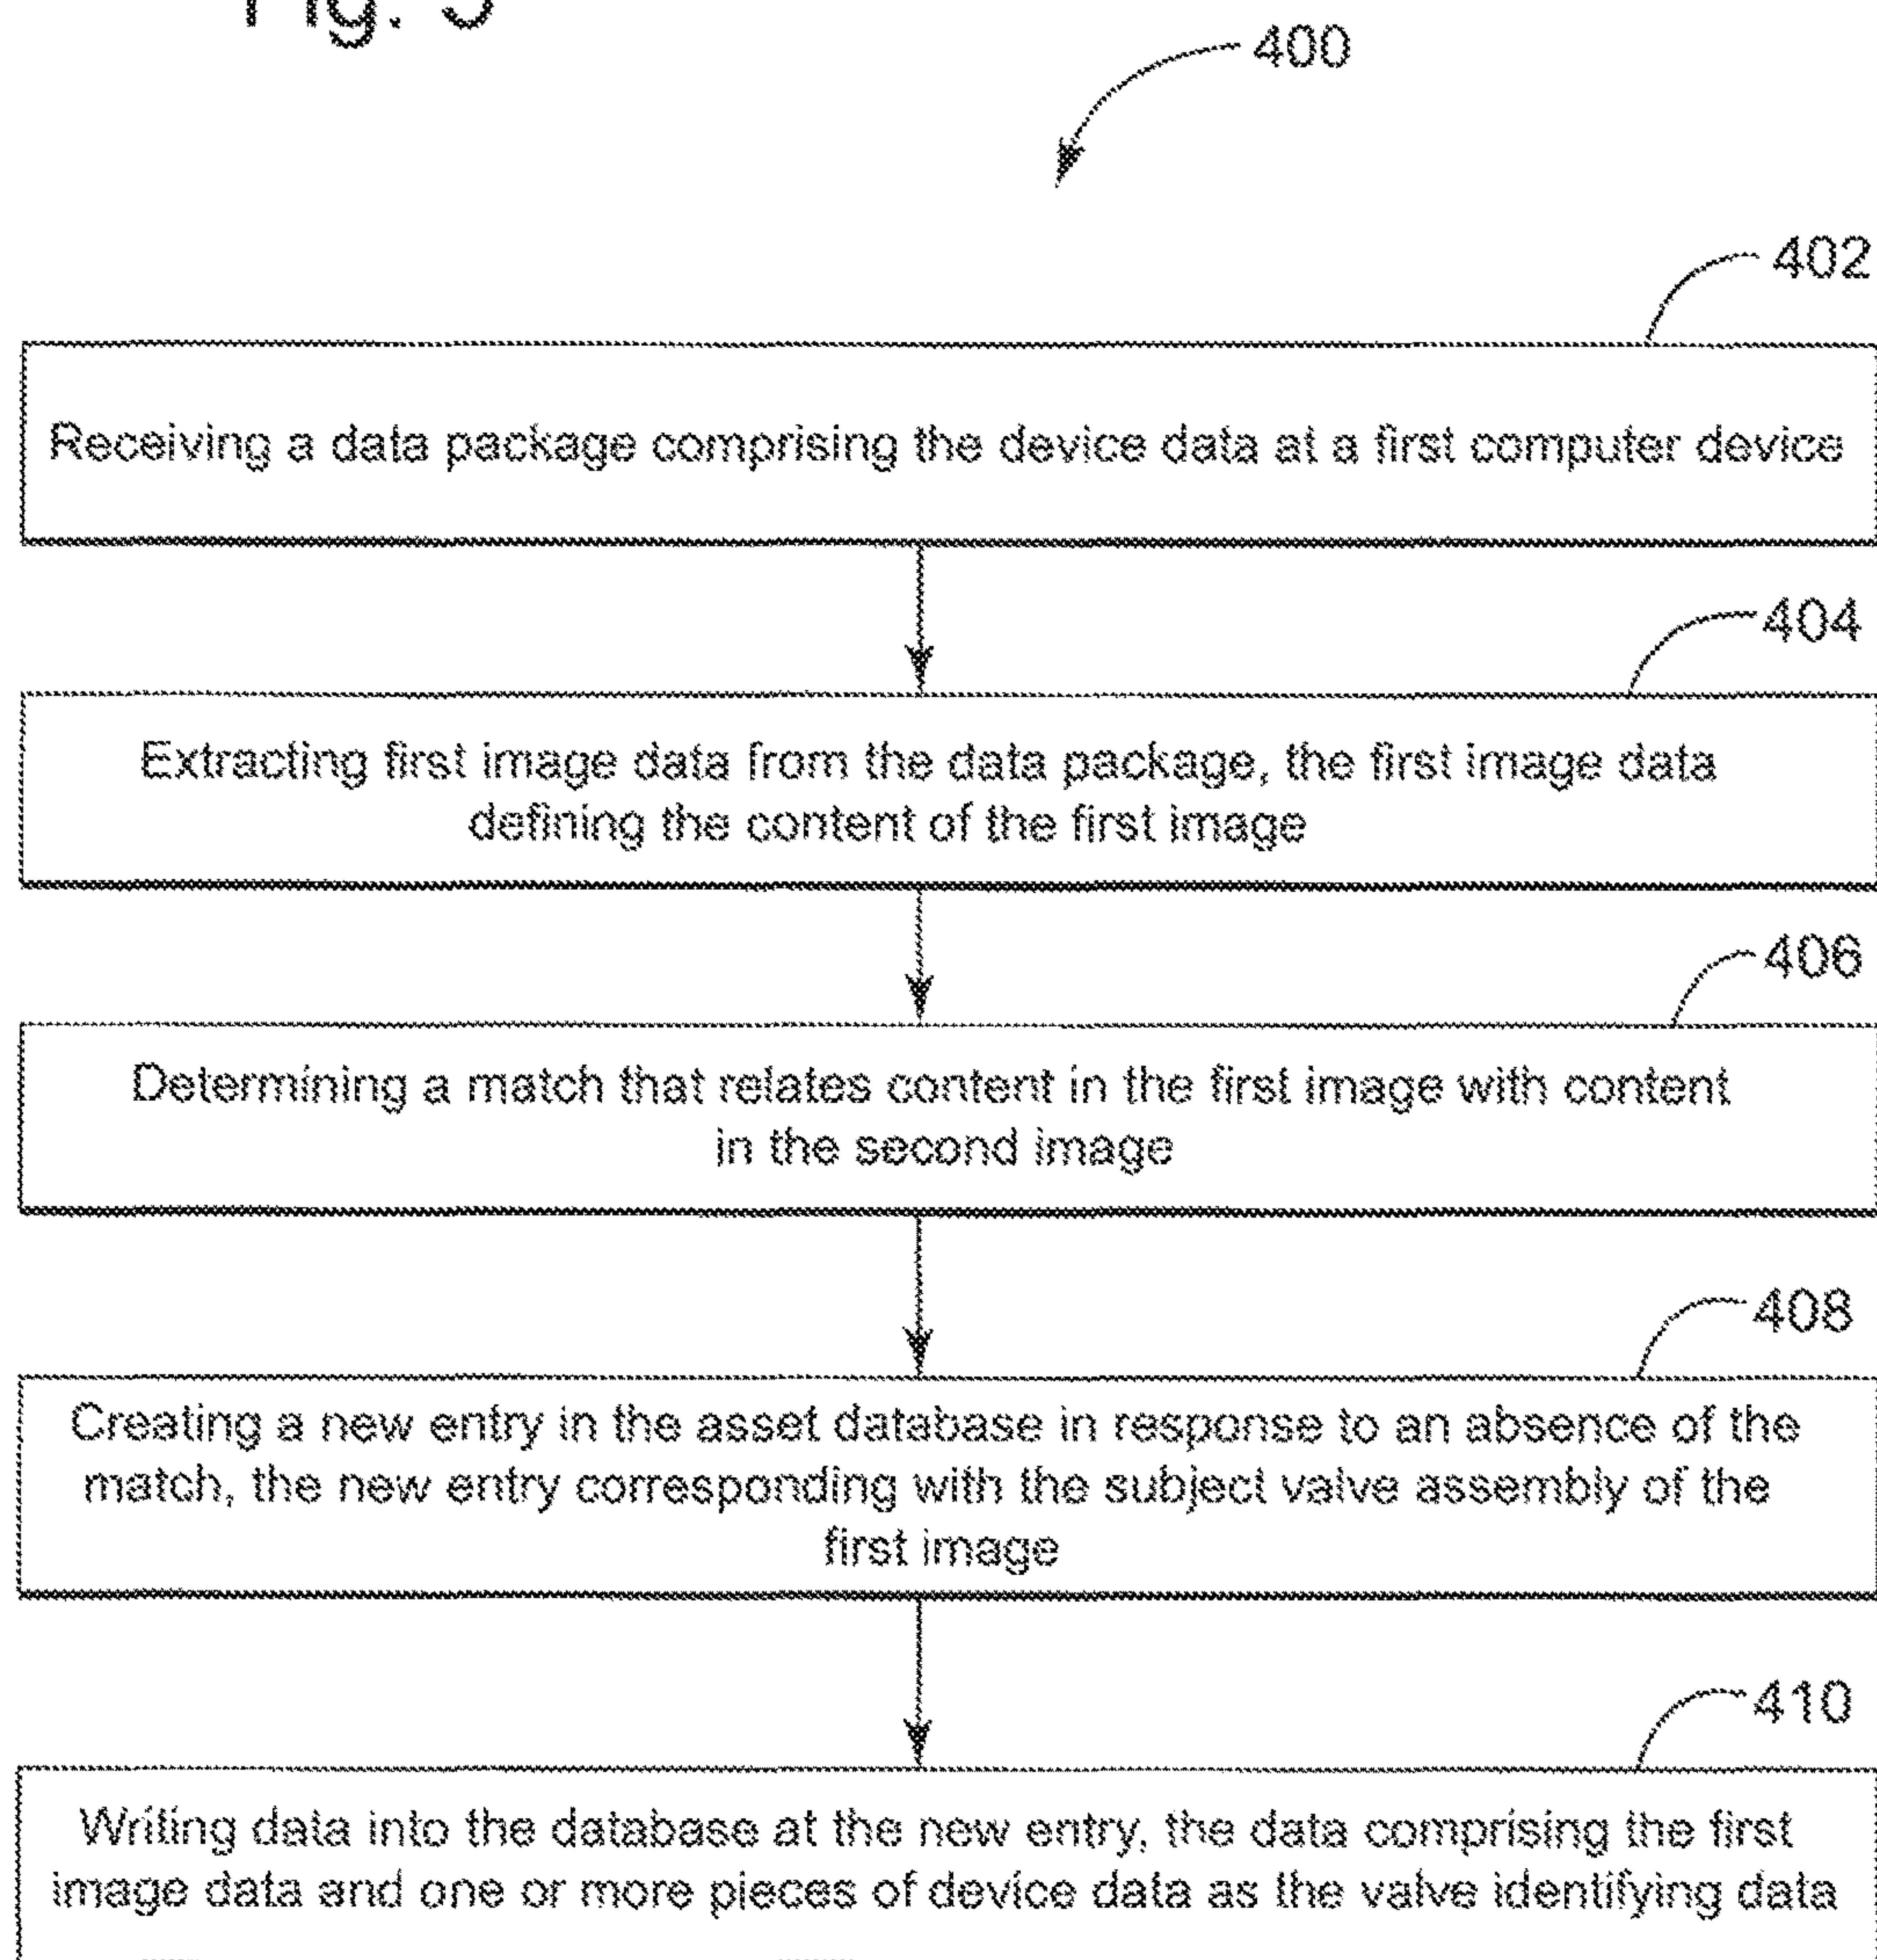 Fig. 5
400
402
Receiving a data package comprising the device data at a first computer device
404
Extracting first image data from the data package, the first image data
defining the content of the first image
406
Determining a match that relates content in the first image with content
in the second image
408
Creating a new entry in the asset database in response to an absence of the
match, the new entry corresponding with the subject valve assembly of the
first image
410
Writing data into the database at the new entry, the data comprising the first
image data and one or more pieces of device data as the valve identifying data